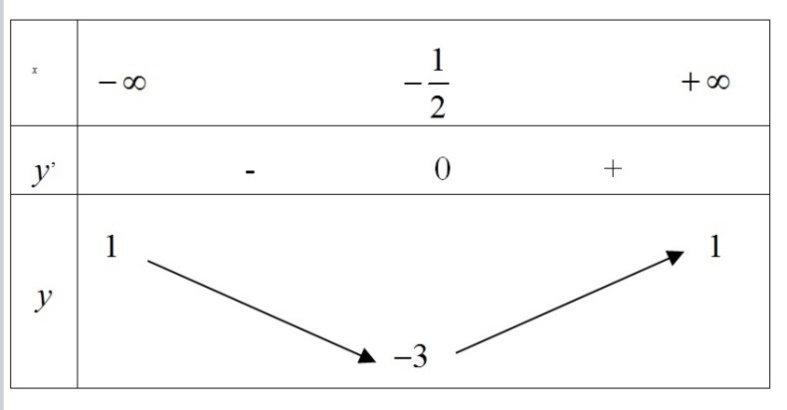 x −∞ −1/2 +∞
y' - 0 +
y 1 −3 1